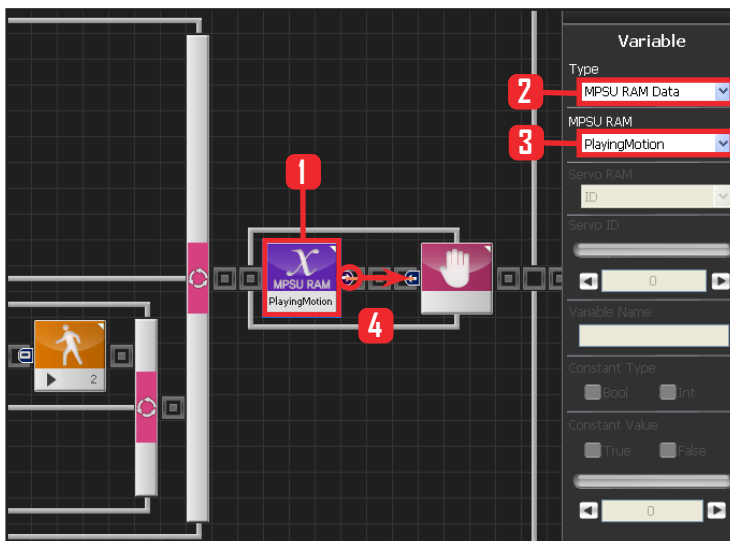 1
MPSU RAM
PlayingMotion
4
2
Variable
Type
2
MPSU RAM Data
MPSU RAM
3
PlayingMotion
Servo RAM
ID
Servo ID
0
Variable Name
Constant Type
Bool
Int
Constant Value
True
False
0